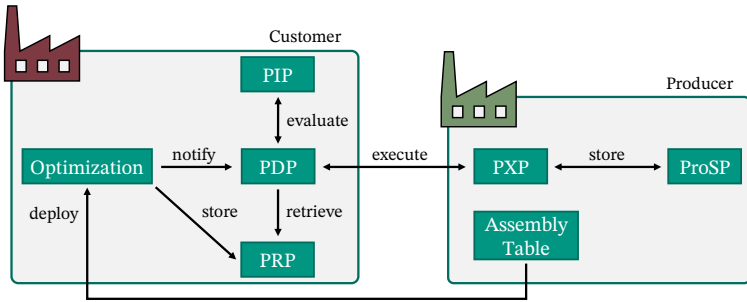 Customer
Producer
PIP
evaluate
Optimization
notify
PDP
execute
PXP
store
ProSP
deploy
store
retrieve
Assembly
Table
PRP